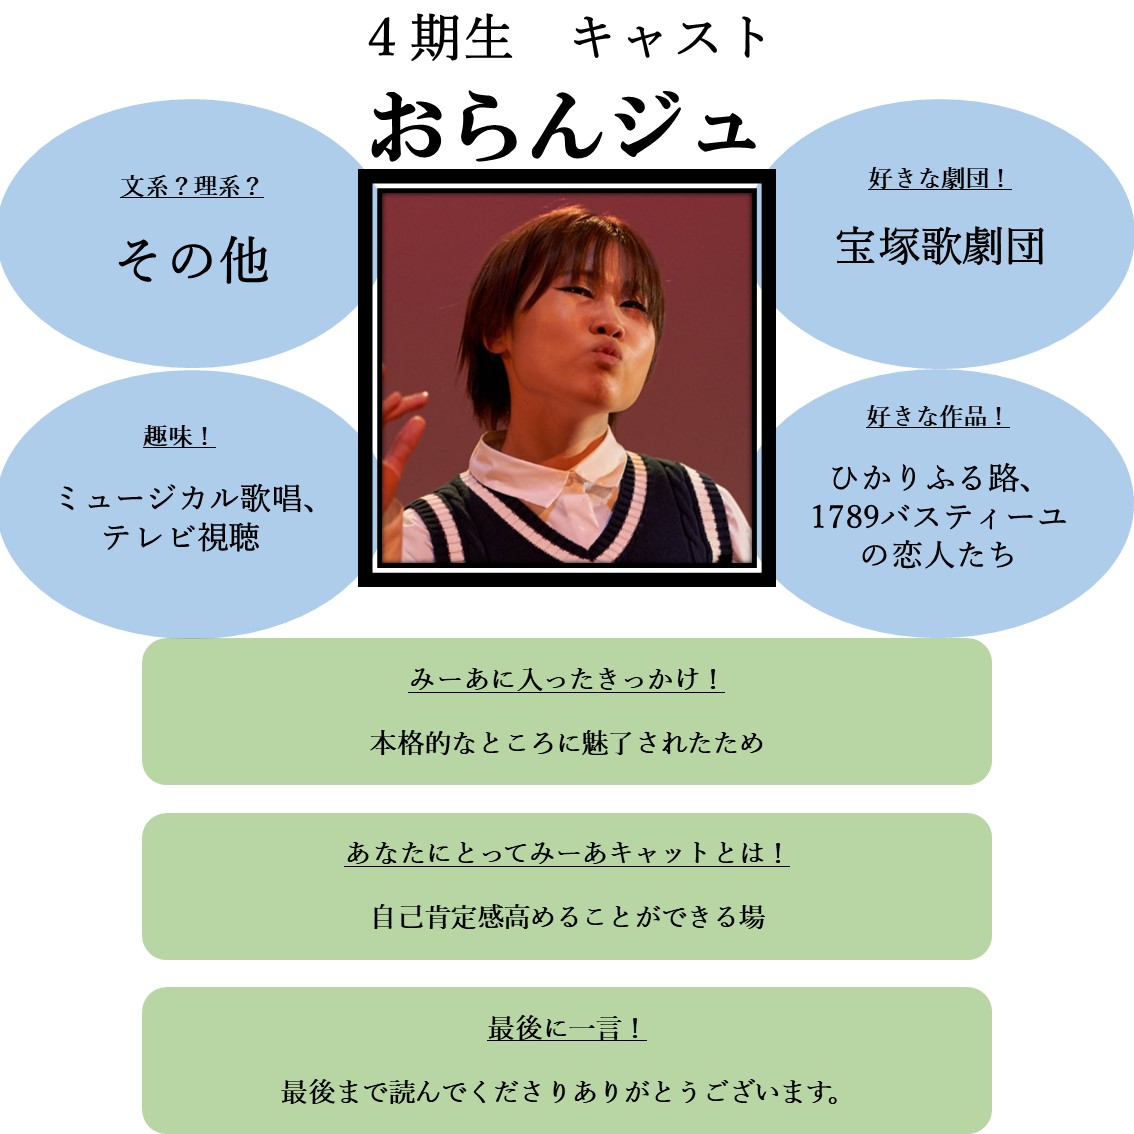 ４期生　キャスト
おらんジュ
文系？理系？
その他
好きな劇団！
宝塚歌劇団
趣味！
ミュージカル歌唱、
テレビ視聴
好きな作品！
ひかりふる路、
1789バスティーユ
の恋人たち
みーあに入ったきっかけ！
本格的なところに魅了されたため
あなたにとってみーあキャットとは！
自己肯定感高めることができる場
最後に一言！
最後まで読んでくださりありがとうございます。